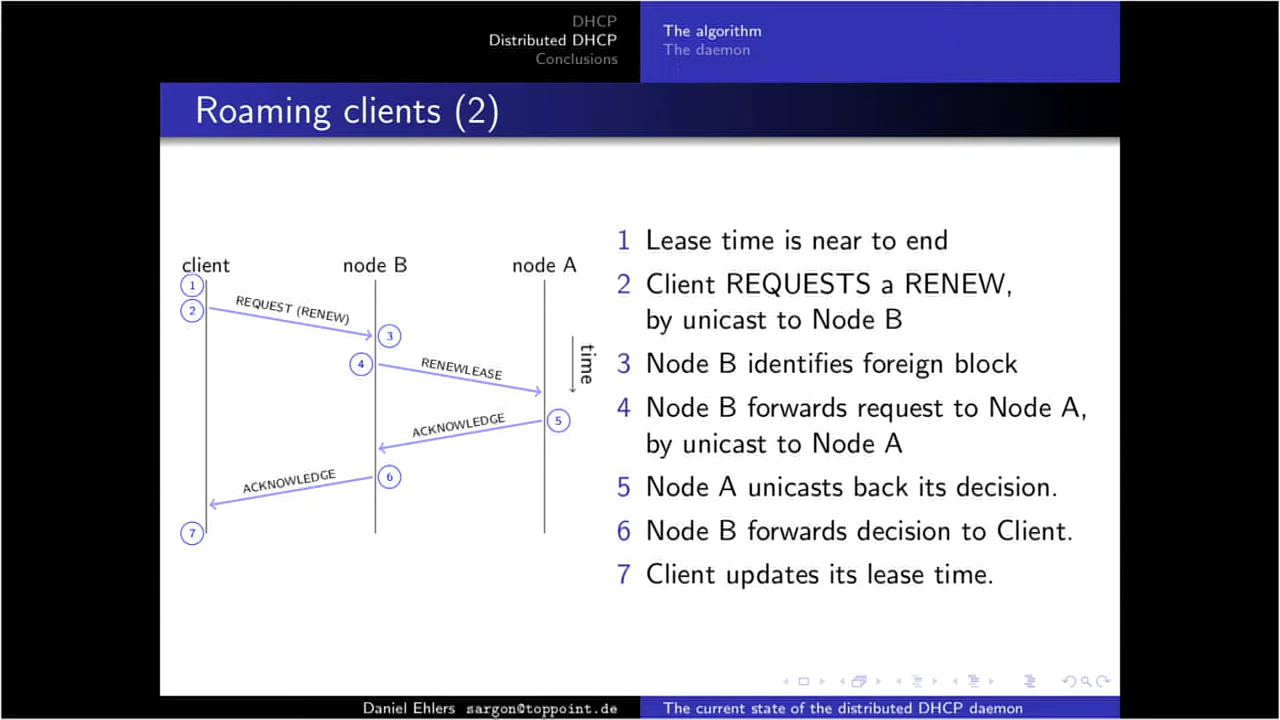 DHCP
Distributed DHCP
Conclusions
The algorithm
The daemon
Roaming clients (2)
client
node B
node A
1
2
REQUEST (RENEW)
3
4
RENEWLEASE
time
ACKNOWLEDGE
5
ACKNOWLEDGE
6
7
1 Lease time is near to end
2 Client REQUESTS a RENEW,
by unicast to Node B
3 Node B identifies foreign block
4 Node B forwards request to Node A,
by unicast to Node A
5 Node A unicasts back its decision.
6 Node B forwards decision to Client.
7 Client updates its lease time.
Daniel Ehlers sargon@toppoint.de
The current state of the distributed DHCP daemon